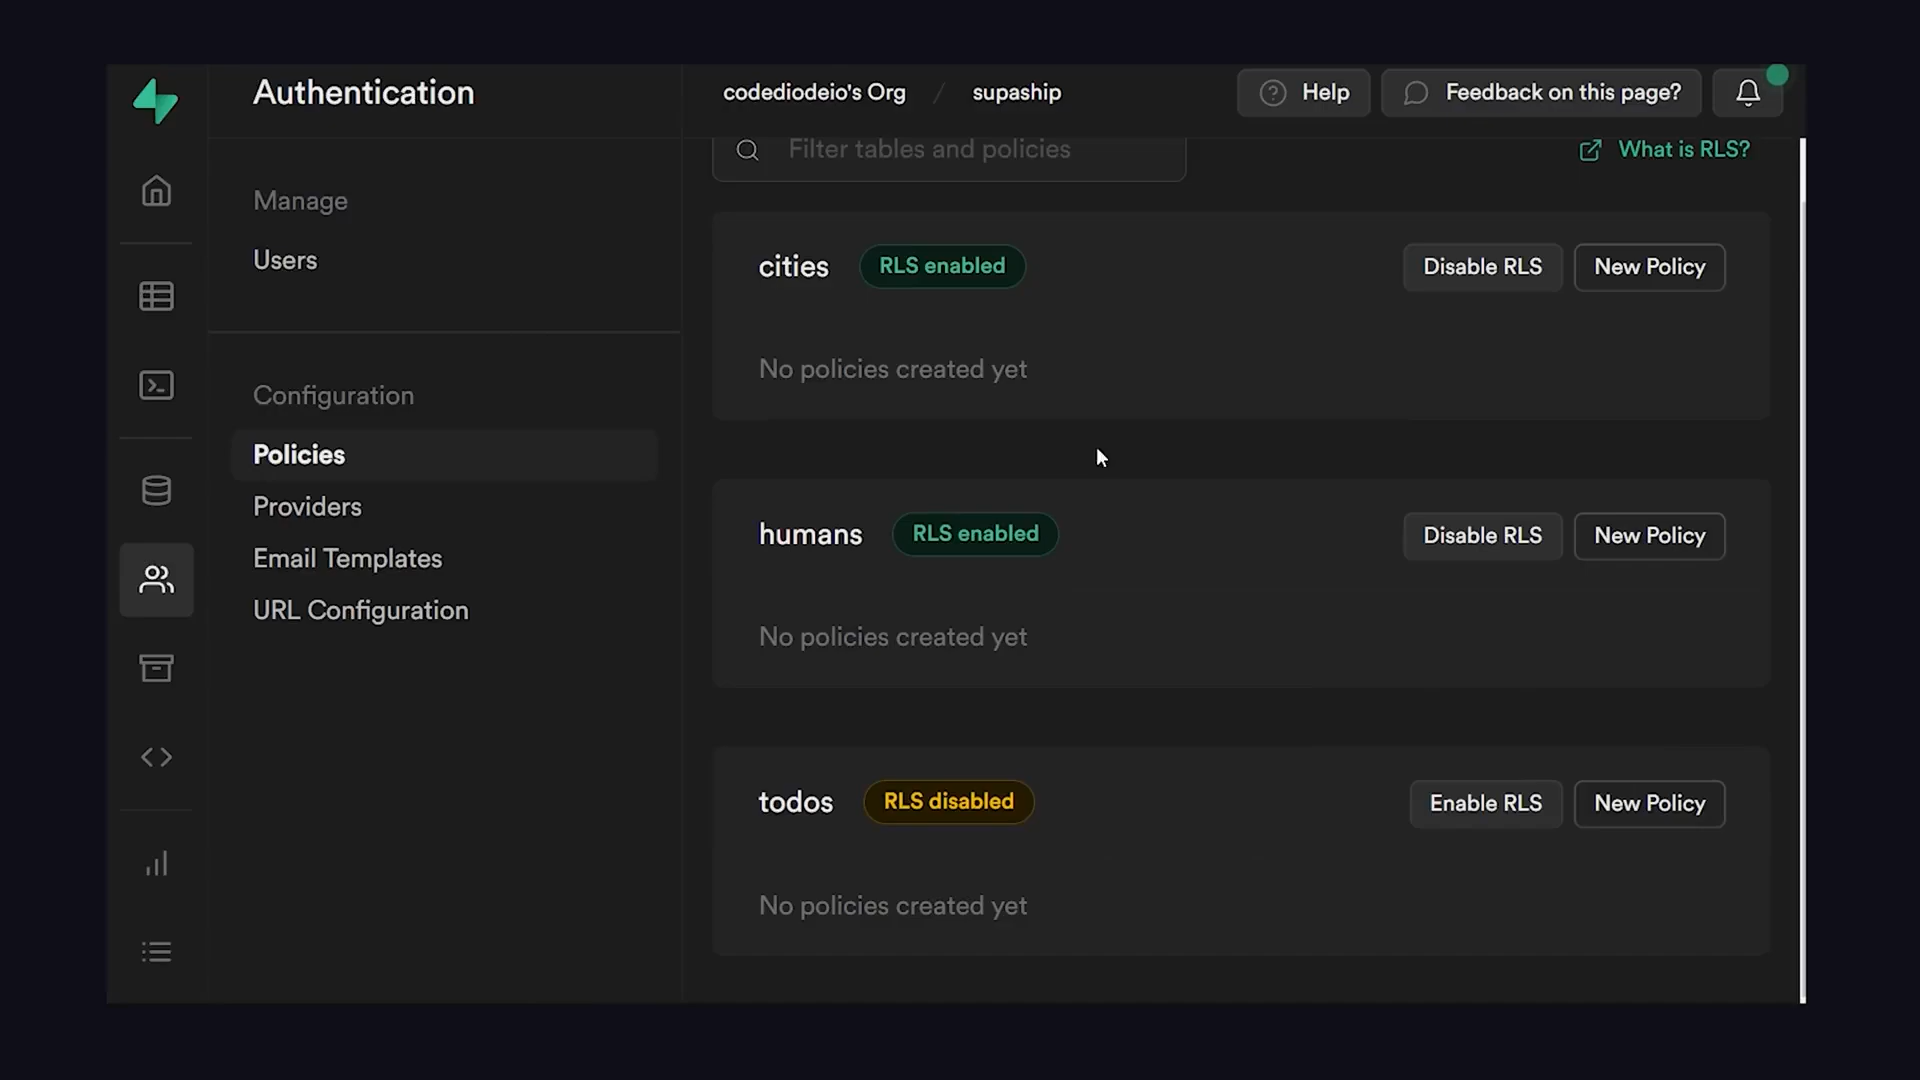 Authentication
codediodeio's Org / supaship
Help
Feedback on this page?
Manage
Users
Configuration
Policies
Providers
Email Templates
URL Configuration
Filter tables and policies
What is RLS?
cities
RLS enabled
Disable RLS
New Policy
No policies created yet
humans
RLS enabled
Disable RLS
New Policy
No policies created yet
todos
RLS disabled
Enable RLS
New Policy
No policies created yet